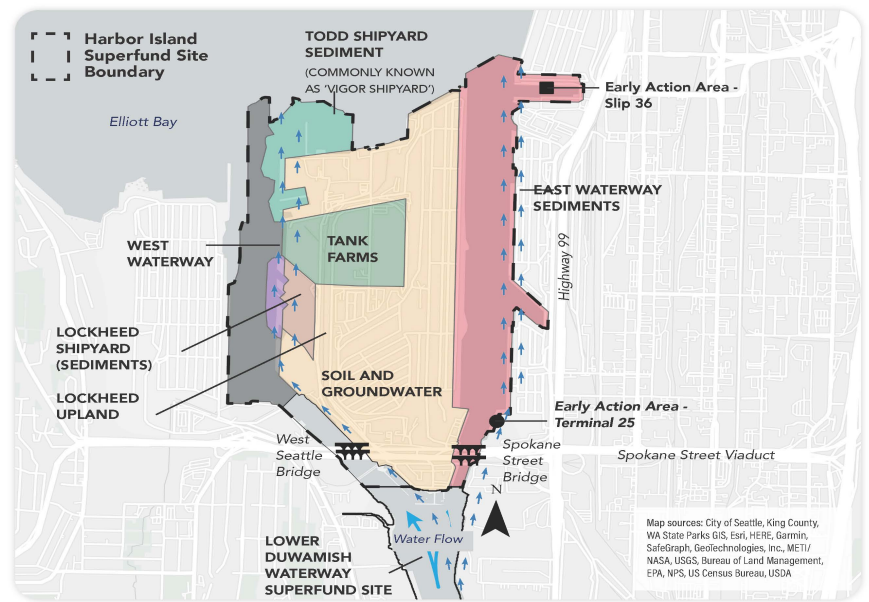 Harbor Island
Superfund Site
Boundary
TODD SHIPYARD
SEDIMENT
(COMMONLY KNOWN
AS 'VIGOR SHIPYARD')
Elliott Bay
Early Action Area -
Slip 36
EAST WATERWAY
SEDIMENTS
WEST
WATERWAY
TANK
FARMS
Highway 99
LOCKHEED
SHIPYARD
(SEDIMENTS)
LOCKHEED
UPLAND
SOIL AND
GROUNDWATER
Early Action Area -
Terminal 25
West
Seattle
Bridge
Spokane
Street
Bridge
Spokane Street Viaduct
N
Water Flow
LOWER
DUWAMISH
WATERWAY
SUPERFUND SITE
Map sources: City of Seattle, King County,
WA State Parks GIS, Esri, HERE, Garmin,
SafeGraph, GeoTechnologies, Inc., METI/
NASA, USGS, Bureau of Land Management,
EPA, NPS, US Census Bureau, USDA